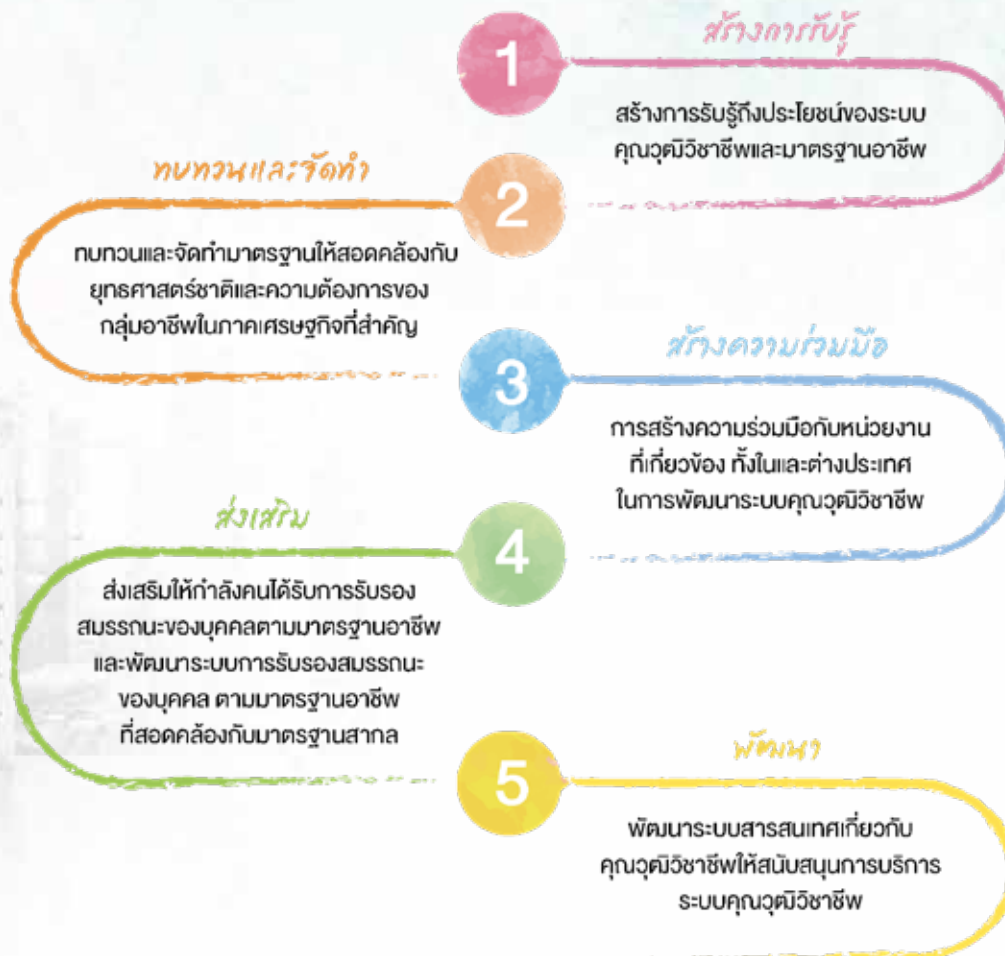 1
สร้างการรับรู้
สร้างการรับรู้ถึงประโยชน์ของระบบ
คุณวุฒิวิชาชีพและมาตรฐานอาชีพ
2
ทบทวนและจัดทำ
ทบทวนและจัดทำมาตรฐานให้สอดคล้องกับ
ยุทธศาสตร์ชาติและความต้องการของ
กลุ่มอาชีพในภาคเศรษฐกิจที่สำคัญ
3
สร้างความร่วมมือ
การสร้างความร่วมมือกับหน่วยงาน
ที่เกี่ยวข้อง ทั้งในและต่างประเทศ
ในการพัฒนาระบบคุณวุฒิวิชาชีพ
4
ส่งเสริม
ส่งเสริมให้กำลังคนได้รับการรับรอง
สมรรถนะของบุคคลตามมาตรฐานอาชีพ
และพัฒนาระบบการรับรองสมรรถนะ
ของบุคคล ตามมาตรฐานอาชีพ
ที่สอดคล้องกับมาตรฐานสากล
5
พัฒนา
พัฒนาระบบสารสนเทศเกี่ยวกับ
คุณวุฒิวิชาชีพให้สนับสนุนการบริการ
ระบบคุณวุฒิวิชาชีพ